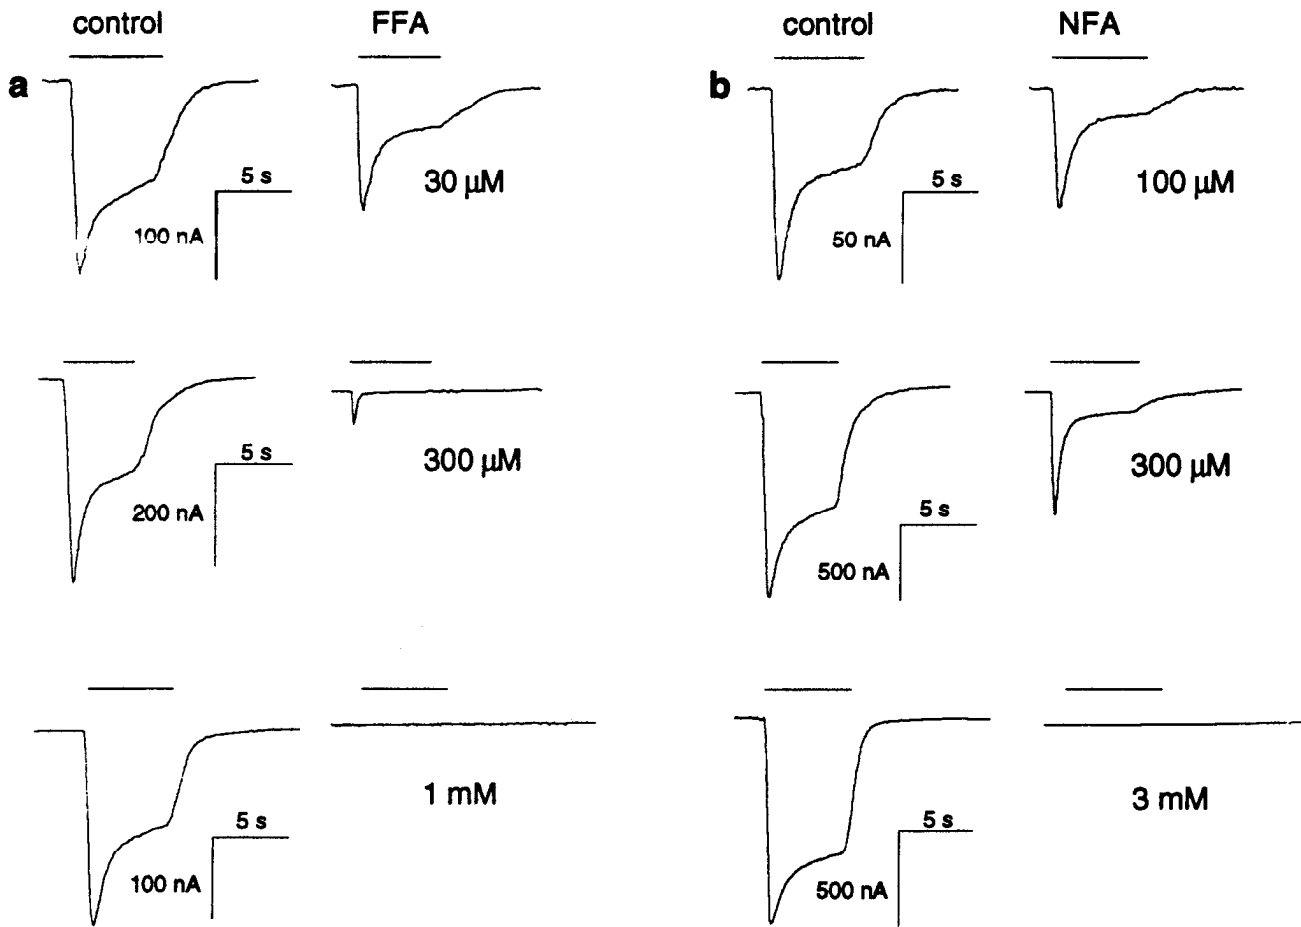 control FFA control NFA
a b
5 s 30 µM 5 s 100 µM
100 nA 50 nA
5 s 300 µM 5 s 300 µM
200 nA 500 nA
5 s 1 mM 5 s 3 mM
100 nA 500 nA